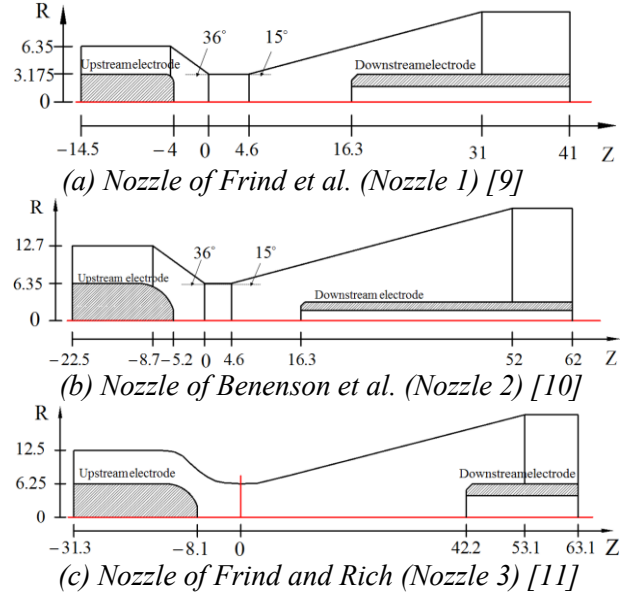 R
6.35
3.175
0
Upstreamelectrode
36°
15°
Downstreamelectrode
−14.5 −4 0 4.6 16.3 31 41 Z
(a) Nozzle of Frind et al. (Nozzle 1) [9]
R
12.7
6.35
0
Upstream electrode
36°
15°
Downstream electrode
−22.5 −8.7 −5.2 0 4.6 16.3 52 62 Z
(b) Nozzle of Benenson et al. (Nozzle 2) [10]
R
12.5
6.25
0
Upstreamelectrode
Downstreamelectrode
−31.3 −8.1 0 42.2 53.1 63.1 Z
(c) Nozzle of Frind and Rich (Nozzle 3) [11]